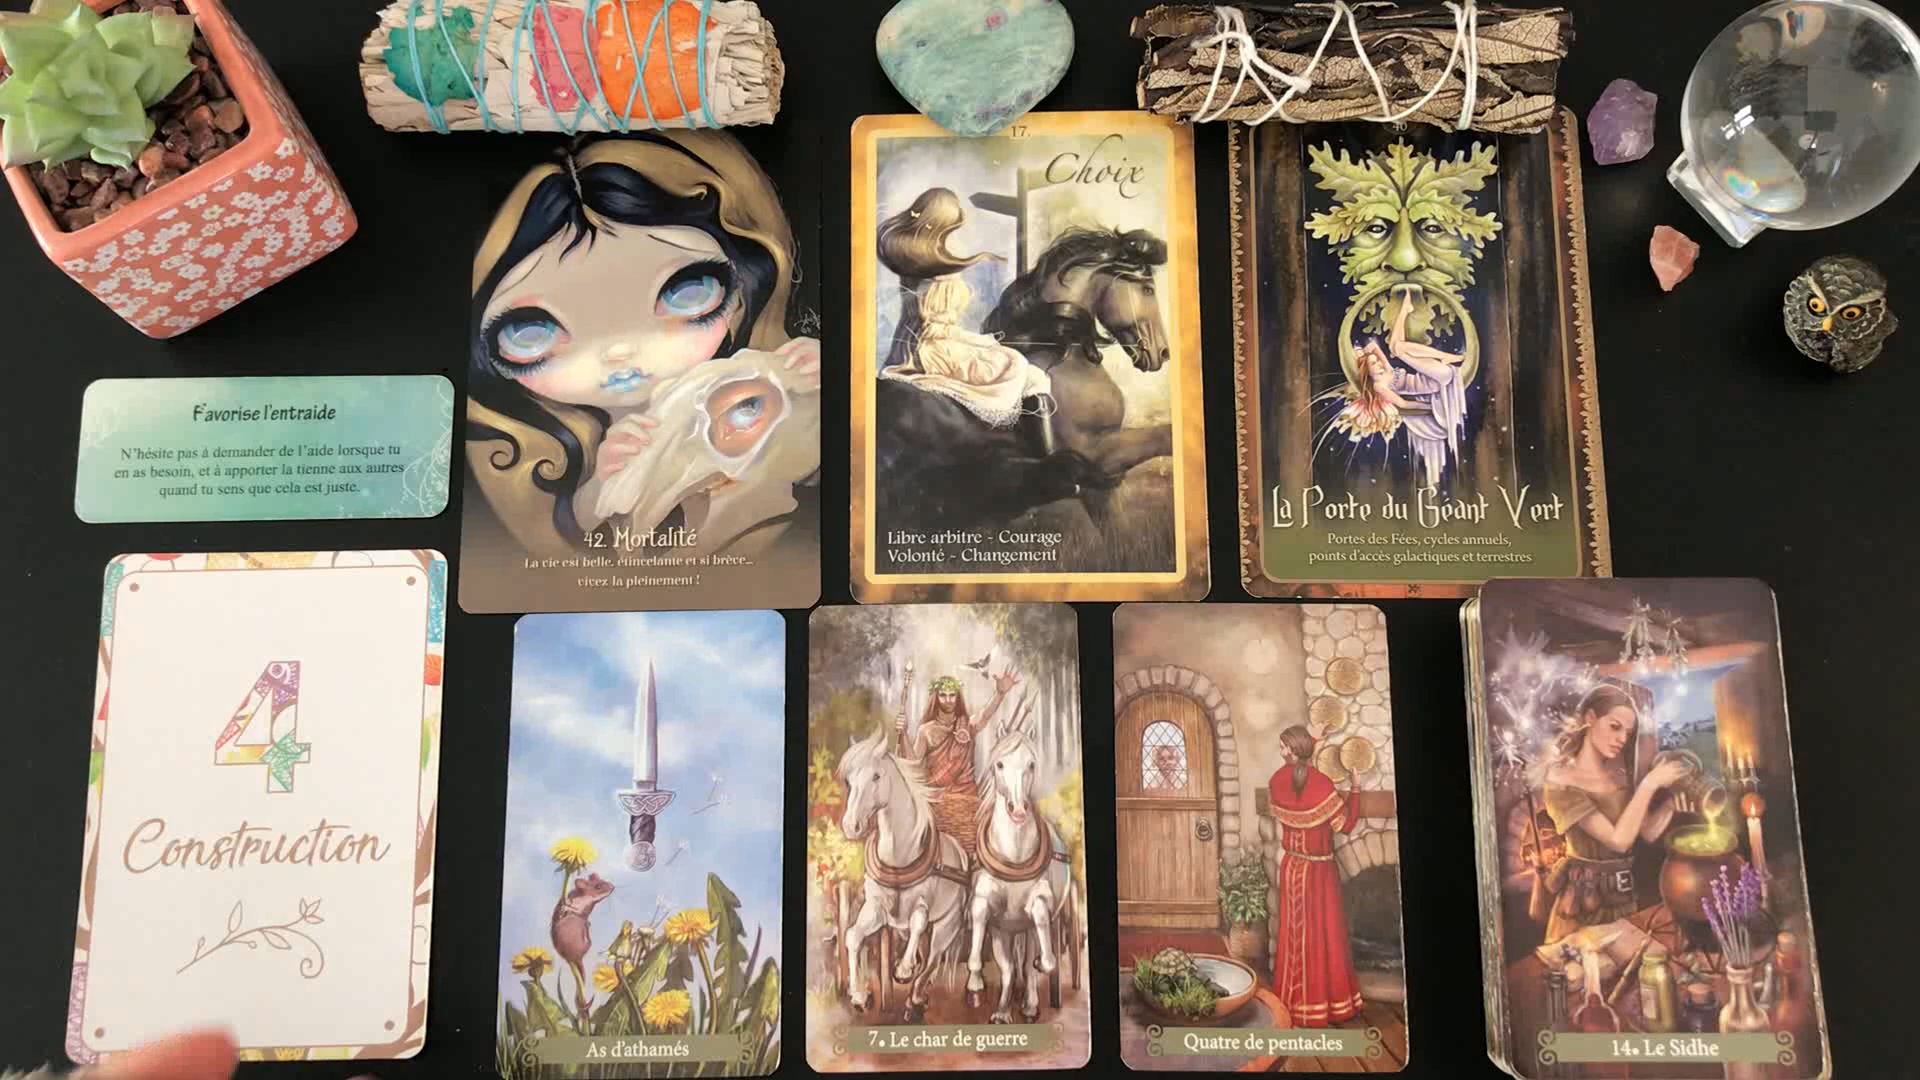 17.
Choix
40
Favorise l'entraide
N'hésite pas à demander de l'aide lorsque tu
en as besoin, et à apporter la tienne aux autres
quand tu sens que cela est juste.
42. Mortalité
La vie est belle, étincelante et si brève...
vivez la pleinement !
Libre arbitre - Courage
Volonté - Changement
La Porte du Géant Vert
Portes des Fées, cycles annuels,
points d'accès galactiques et terrestres
4
Construction
As d'athamés
7. Le char de guerre
Quatre de pentacles
14. Le Sidhe